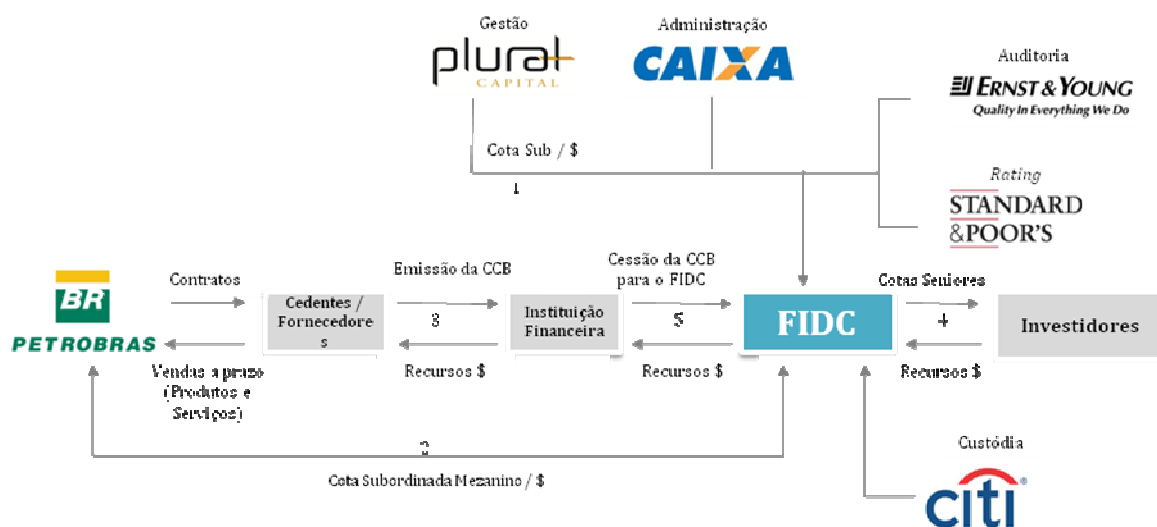 Gestão
plural
CAPITAL
Administração
CAIXA
Auditoria
ERNST & YOUNG
Quality In Everything We Do
Cota Sub / $
1
Rating
STANDARD
&POOR'S
BR
PETROBRAS
Contratos
Vendas a prazo
(Produtos e
Serviços)
Cedentes /
Fornecedore
s
Emissão da CCB
3
Recursos $
Instituição
Financeira
Cessão da CCB
para o FIDC
5
Recursos $
FIDC
Cotas Seniores
4
Recursos $
Investidores
2
Cota Subordinada Mezanino / $
Custódia
citi